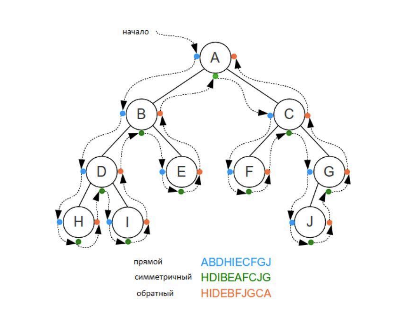 начало
A
B
C
D
E
F
G
H
I
J
прямой ABDHIECFGJ
симметричный HDIBEAFCJG
обратный HIDEBFJGCA